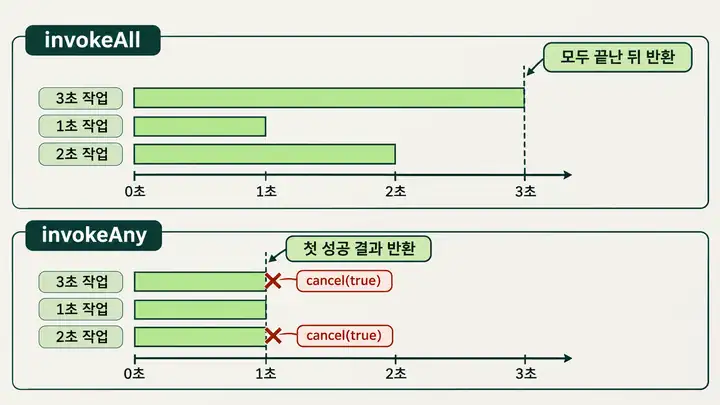 invokeAll
모두 끝난 뒤 반환
3초 작업
1초 작업
2초 작업
0초 1초 2초 3초
invokeAny
첫 성공 결과 반환
3초 작업 cancel(true)
1초 작업
2초 작업 cancel(true)
0초 1초 2초 3초